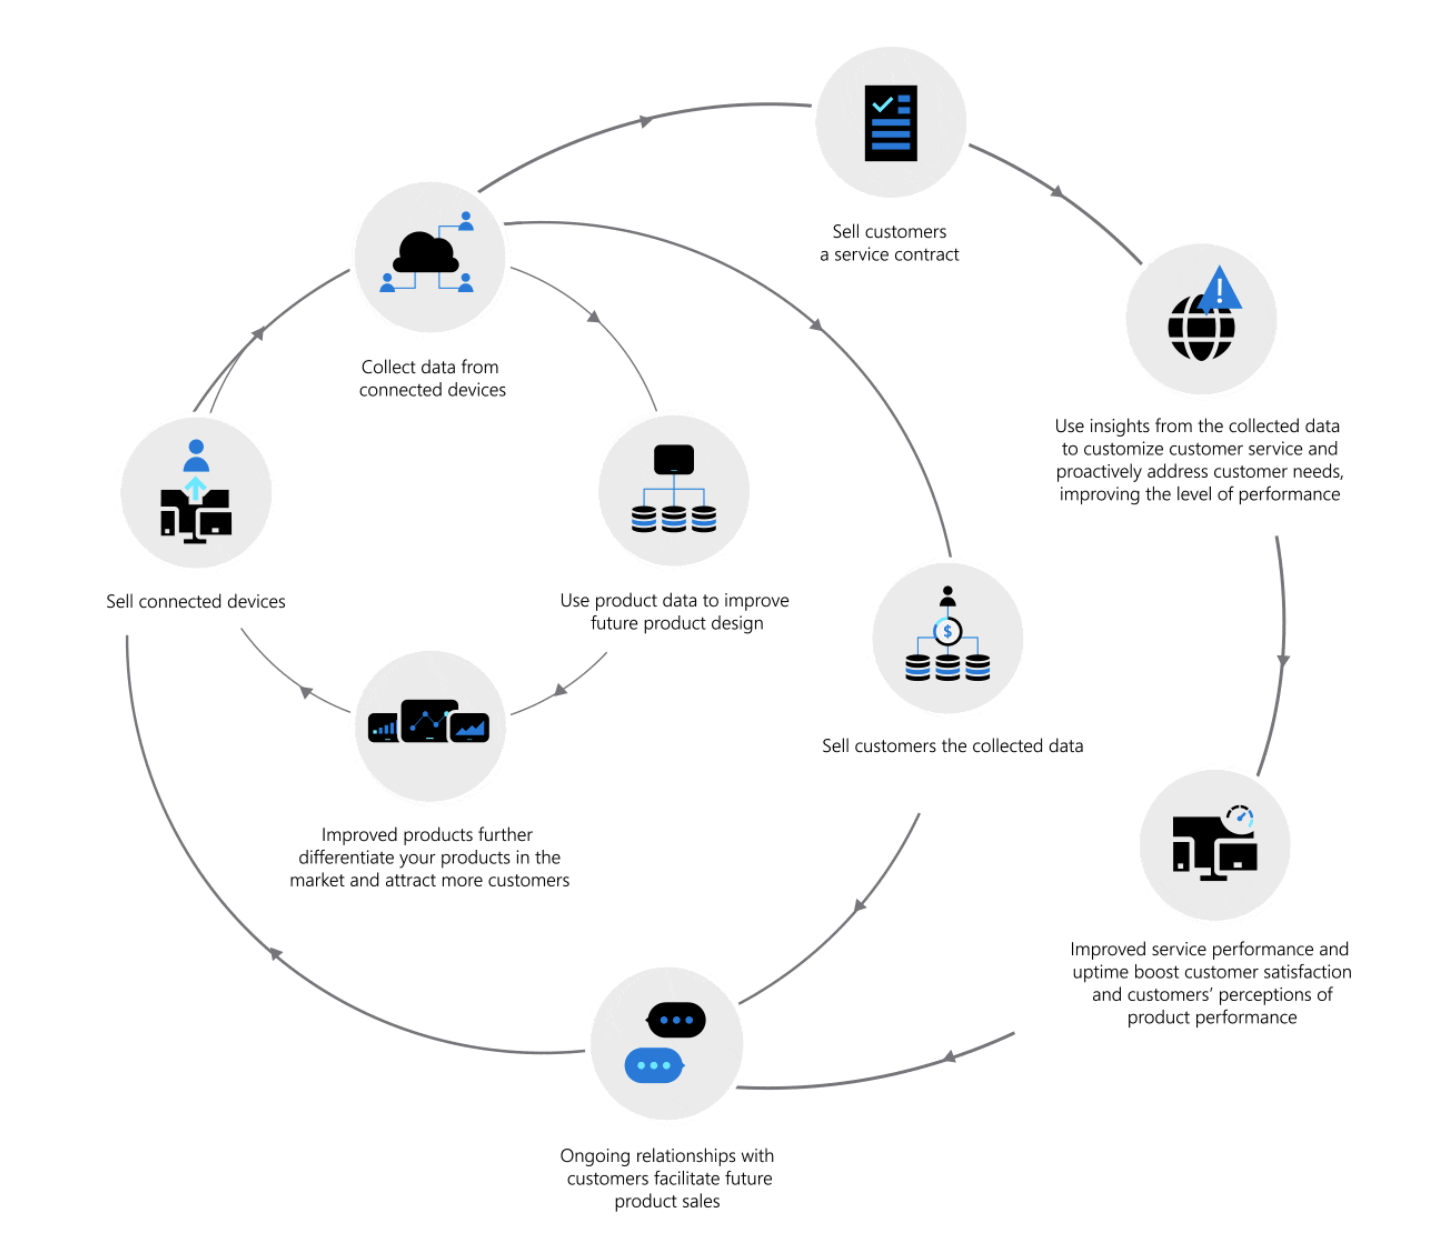 Sell customers
a service contract
Collect data from
connected devices
Use insights from the collected data
to customize customer service and
proactively address customer needs,
improving the level of performance
Sell connected devices
Use product data to improve
future product design
$
Sell customers the collected data
Improved products further
differentiate your products in the
market and attract more customers
Improved service performance and
uptime boost customer satisfaction
and customers’ perceptions of
product performance
Ongoing relationships with
customers facilitate future
product sales